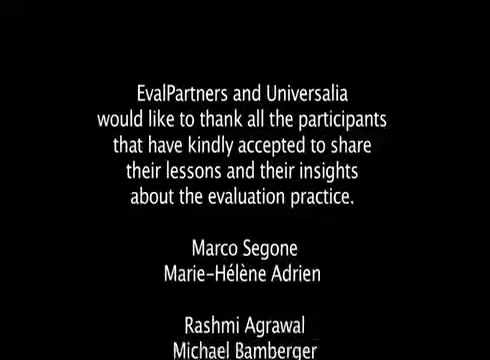 EvalPartners and Universalia
would like to thank all the participants
that have kindly accepted to share
their lessons and their insights
about the evaluation practice.
Marco Segone
Marie-Hélène Adrien
Rashmi Agrawal
Michael Bamberger